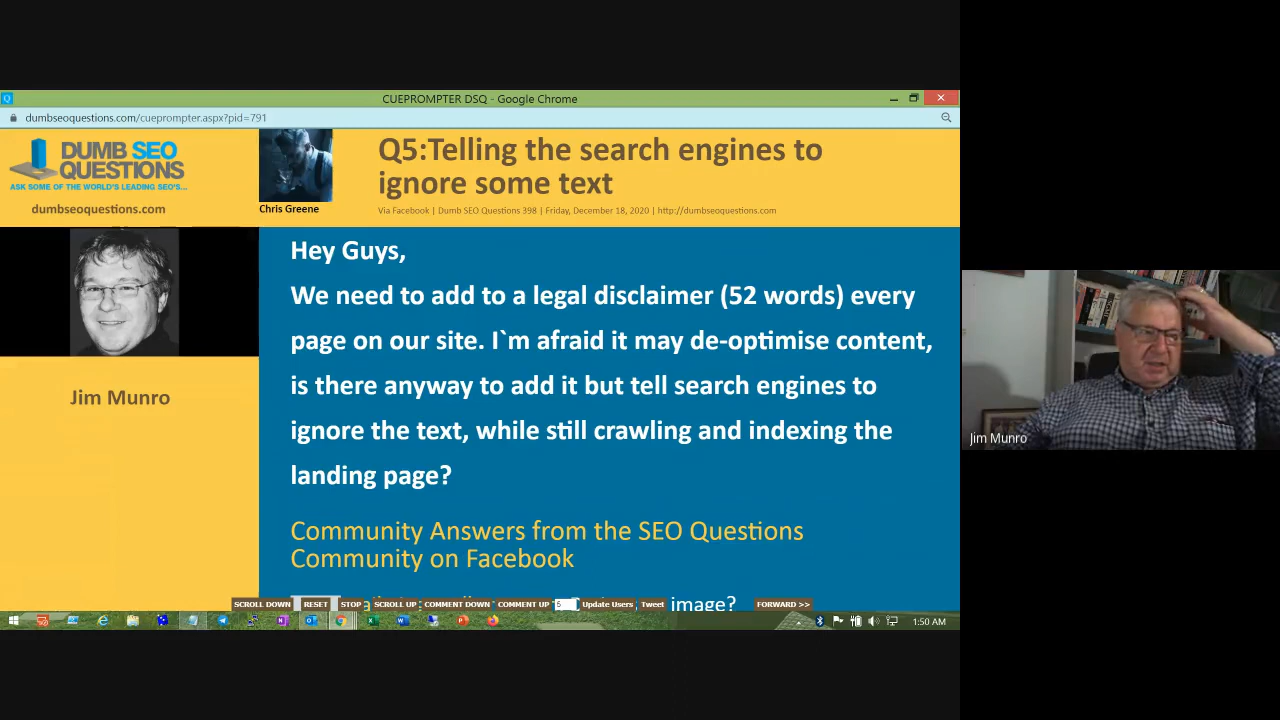 CUEPROMPTER DSQ - Google Chrome
dumbseoquestions.com/cueprompter.aspx?pid=791
DUMB SEO
QUESTIONS
ASK SOME OF THE WORLD'S LEADING SEO'S...
dumbseoquestions.com
Chris Greene
Q5:Telling the search engines to
ignore some text
Via Facebook | Dumb SEO Questions 398 | Friday, December 18, 2020 | http://dumbseoquestions.com
Jim Munro
Hey Guys,
We need to add to a legal disclaimer (52 words) every
page on our site. I`m afraid it may de-optimise content,
is there anyway to add it but tell search engines to
ignore the text, while still crawling and indexing the
landing page?
Community Answers from the SEO Questions
Community on Facebook
image?
SCROLL DOWN RESET STOP SCROLL UP COMMENT DOWN COMMENT UP 5 Update Users Tweet FORWARD >>
1:50 AM
Jim Munro